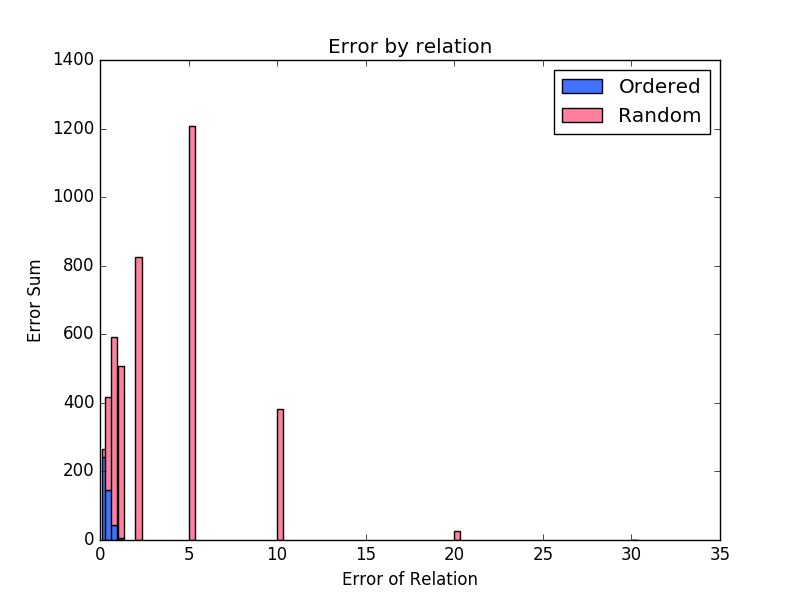 Error by relation
Ordered
Random
1400
1200
1000
800
600
400
200
0
Error Sum
0 5 10 15 20 25 30 35
Error of Relation